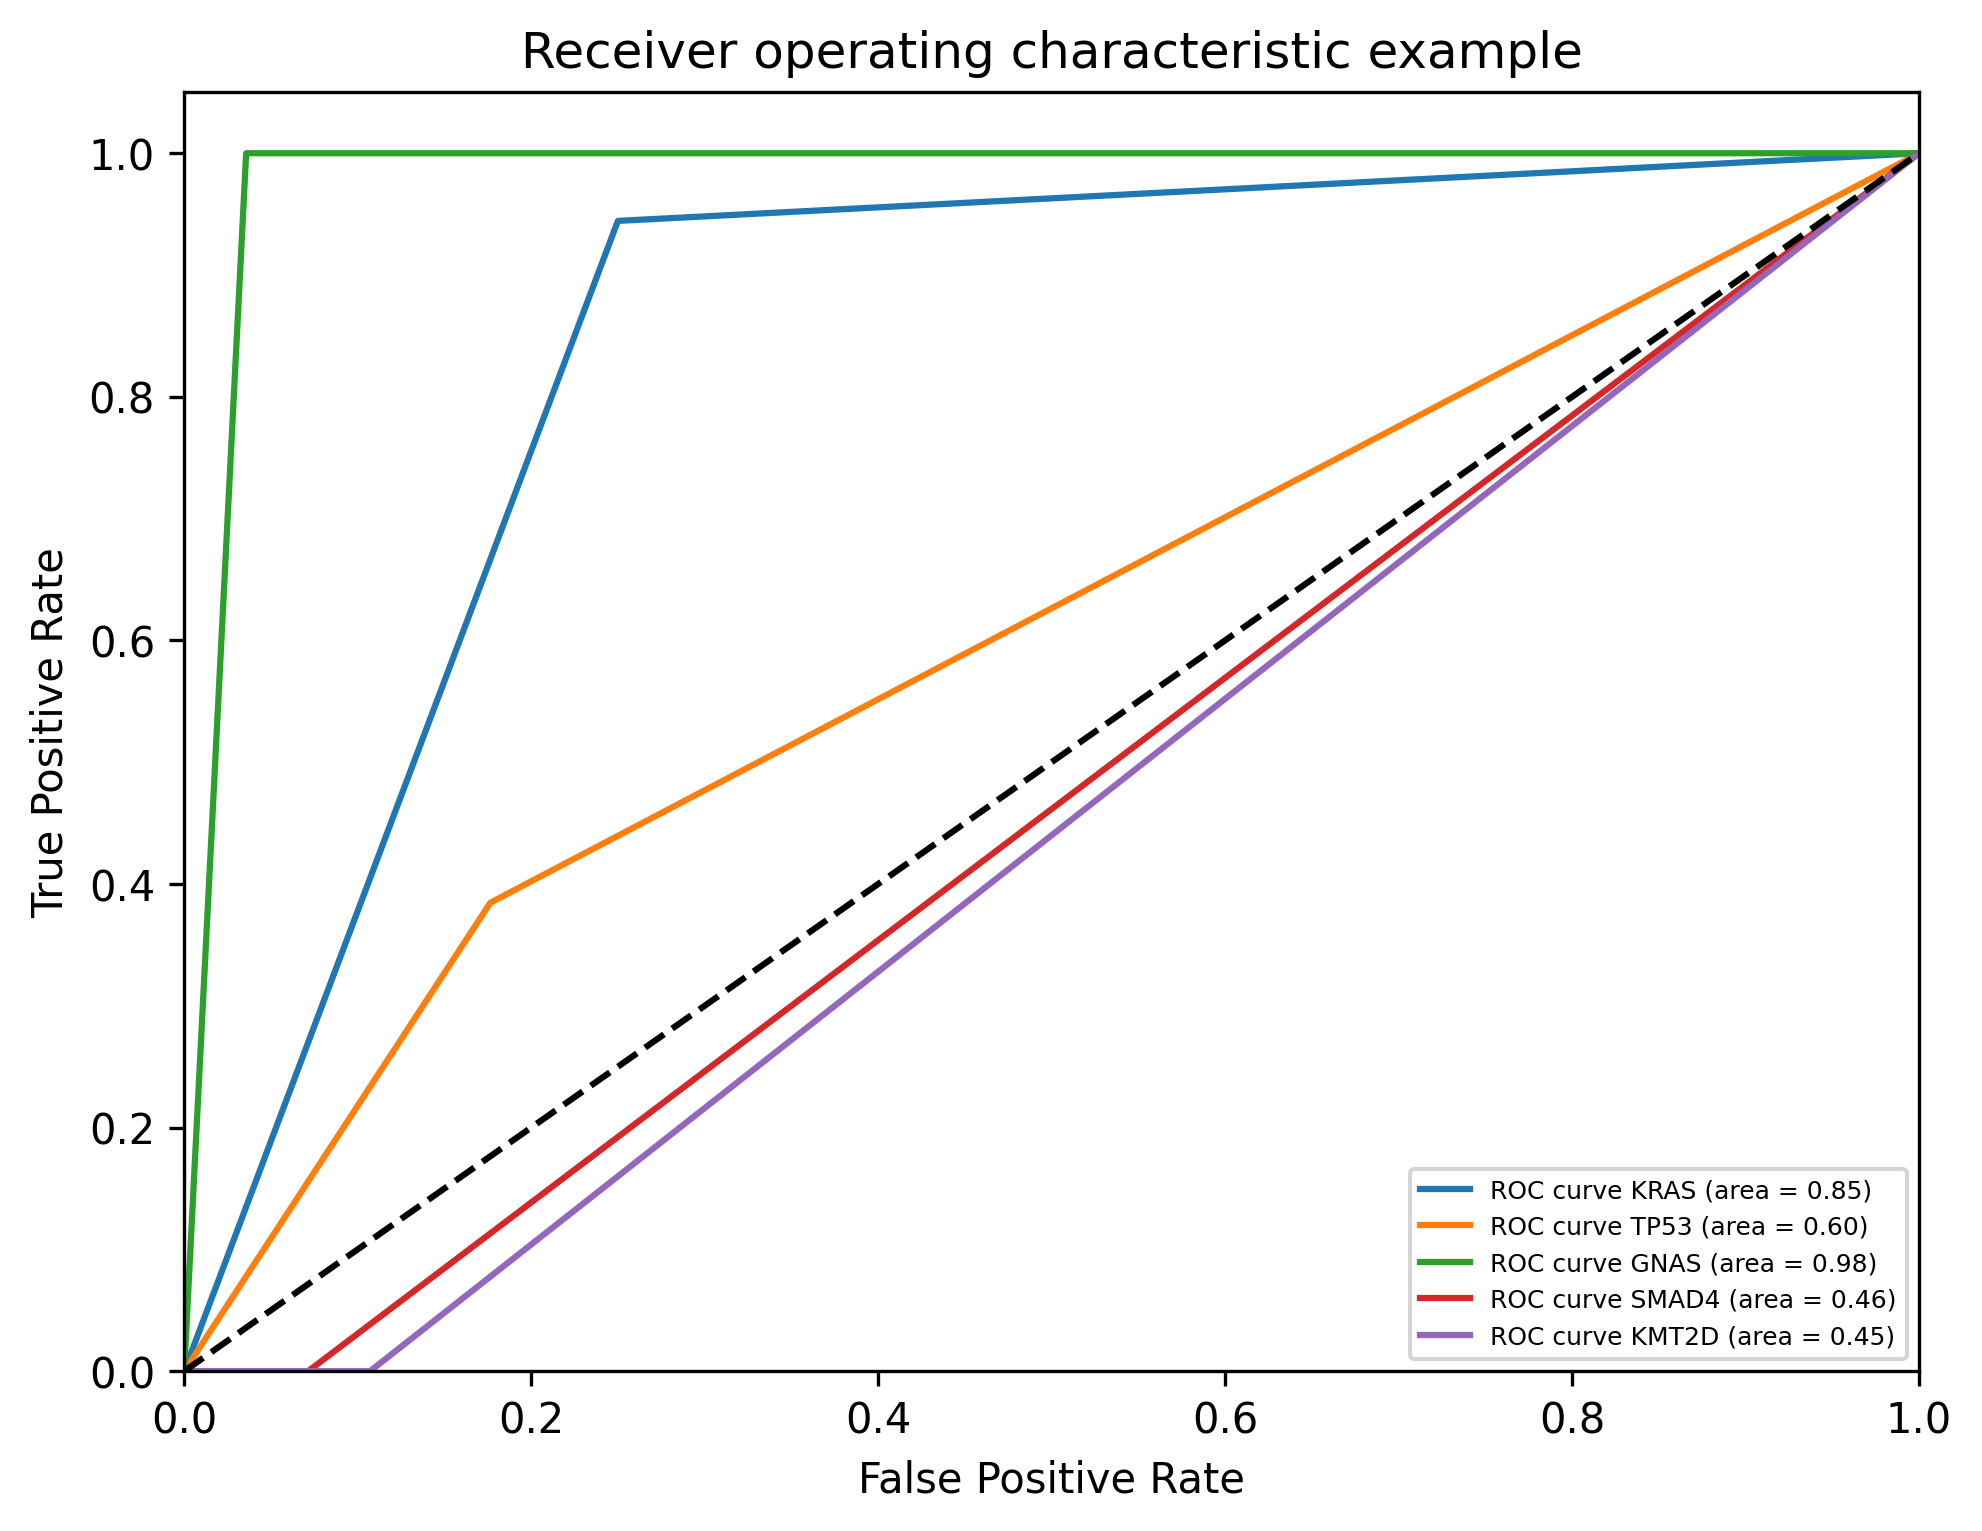 Receiver operating characteristic example
1.0
0.8
0.6
0.4
0.2
0.0
True Positive Rate
ROC curve KRAS (area = 0.85)
ROC curve TP53 (area = 0.60)
ROC curve GNAS (area = 0.98)
ROC curve SMAD4 (area = 0.46)
ROC curve KMT2D (area = 0.45)
0.0 0.2 0.4 0.6 0.8 1.0
False Positive Rate